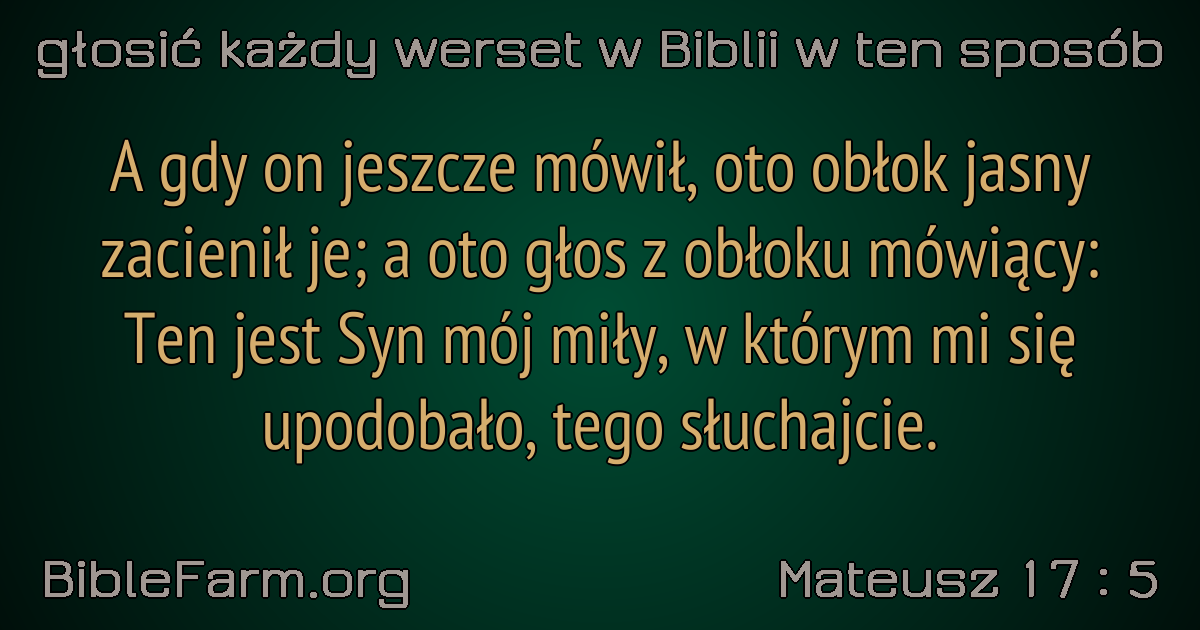 głosić każdy werset w Biblii w ten sposób
A gdy on jeszcze mówił, oto obłok jasny
zacienił je; a oto głos z obłoku mówiący:
Ten jest Syn mój miły, w którym mi się
upodobało, tego słuchajcie.
BibleFarm.org
Mateusz 17 : 5